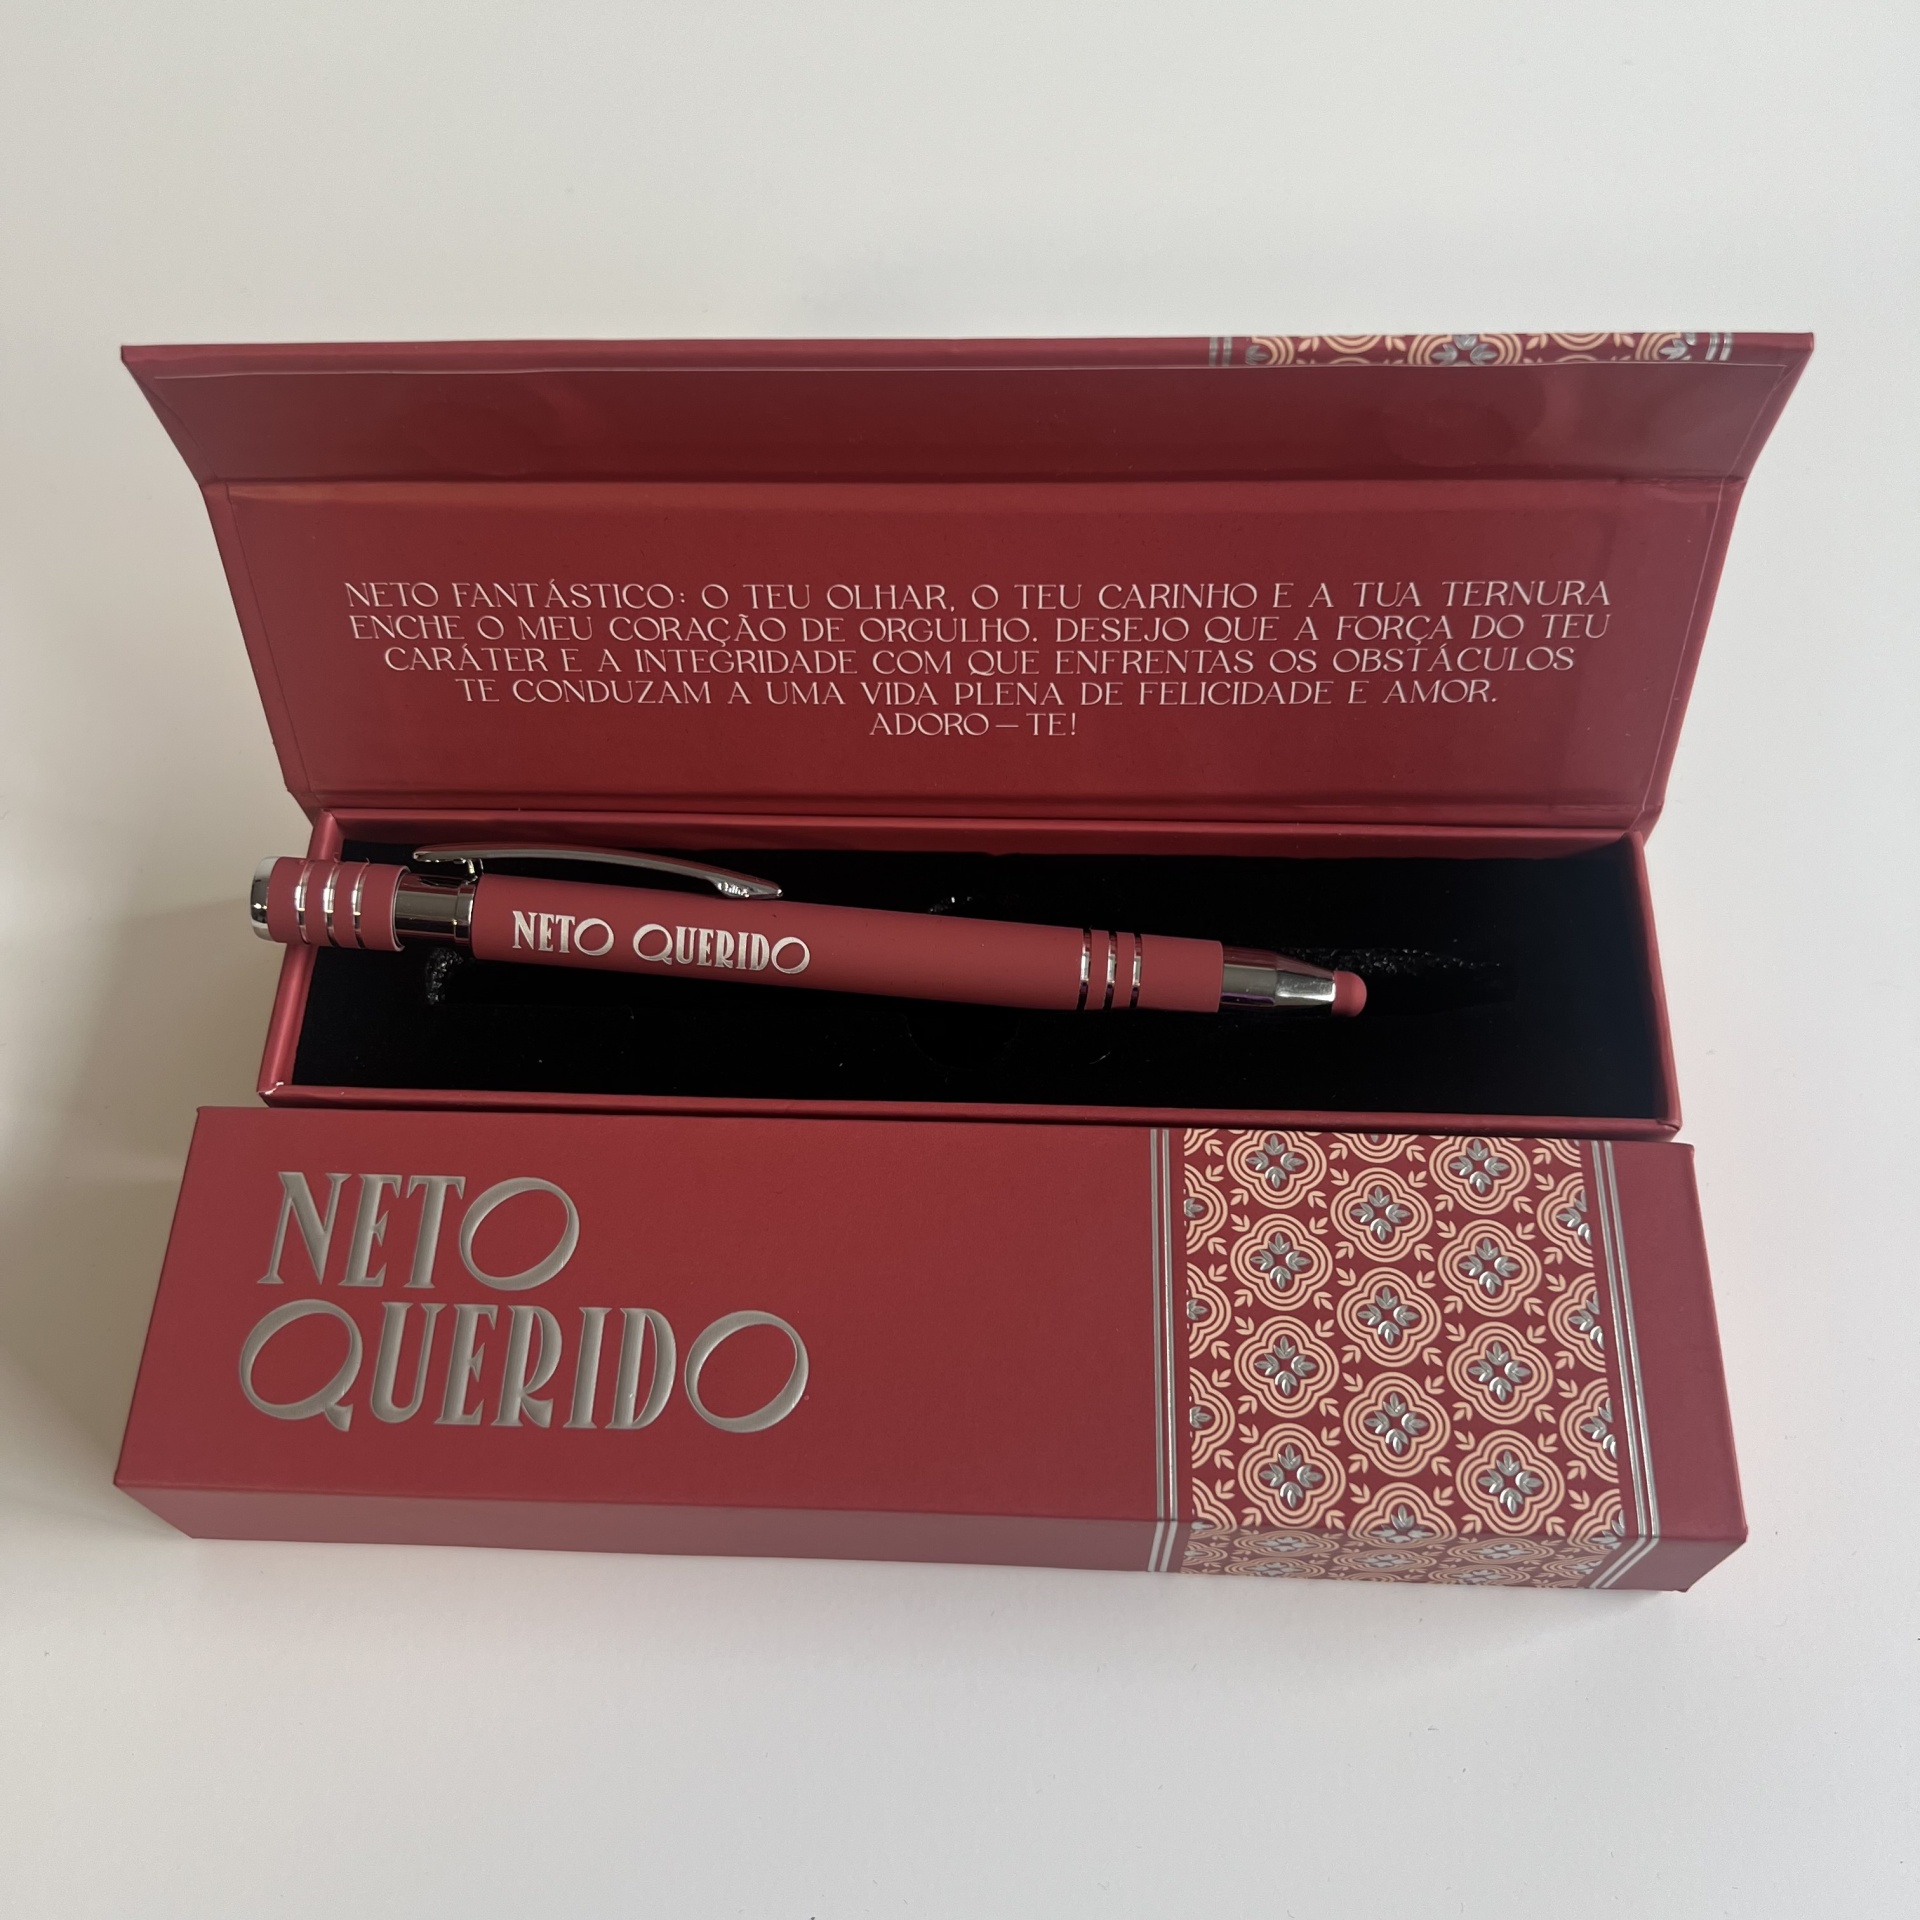 NETO FANTÁSTICO: O TEU OLHAR, O TEU CARINHO E A TUA TERNURA
ENCHE O MEU CORAÇÃO DE ORGULHO. DESEJO QUE A FORÇA DO TEU
CARÁTER E A INTEGRIDADE COM QUE ENFRENTAS OS OBSTÁCULOS
TE CONDUZAM A UMA VIDA PLENA DE FELICIDADE E AMOR.
ADORO-TE!
NETO QUERIDO
NETO
QUERIDO